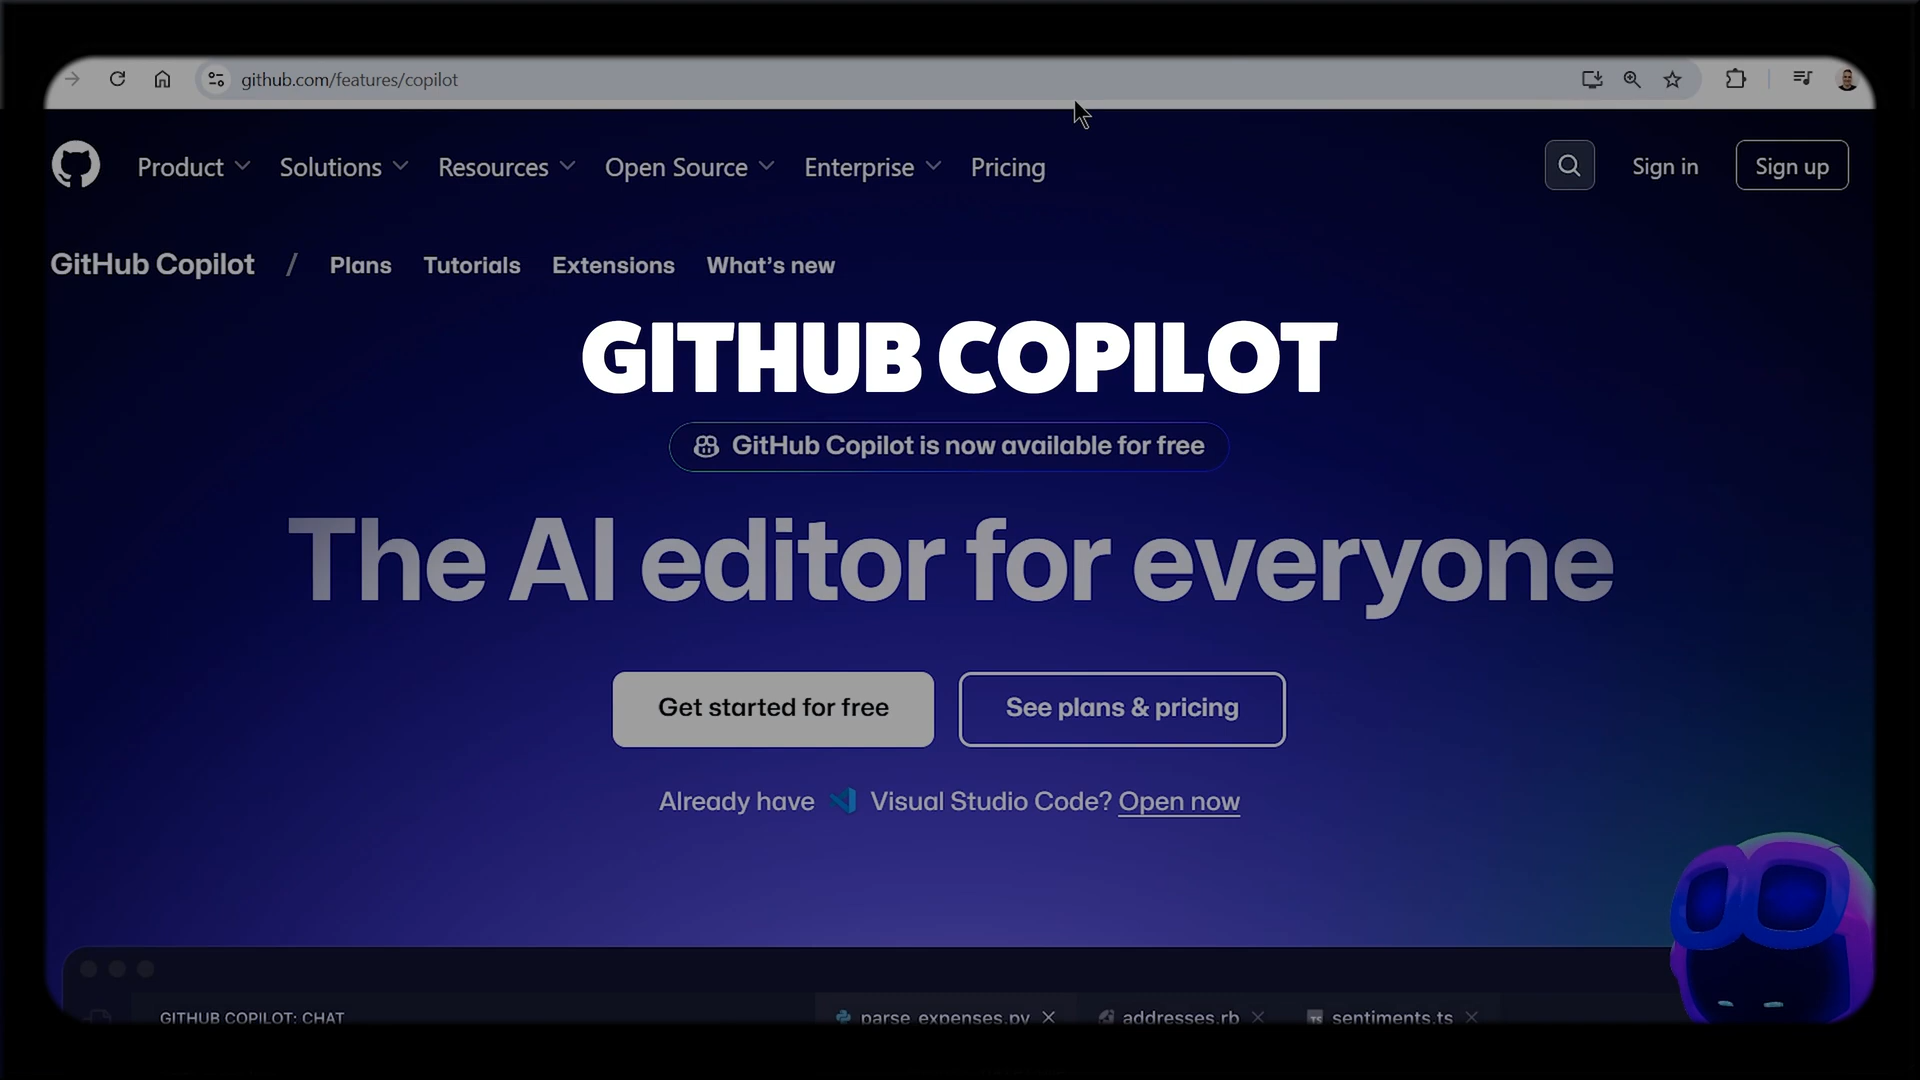 github.com/features/copilot
Product Solutions Resources Open Source Enterprise Pricing Sign in Sign up
GitHub Copilot / Plans Tutorials Extensions What's new
GITHUB COPILOT
GitHub Copilot is now available for free
The AI editor for everyone
Get started for free See plans & pricing
Already have Visual Studio Code? Open now
GITHUB COPILOT: CHAT parse_expenses.py addresses.rb TS sentiments.ts